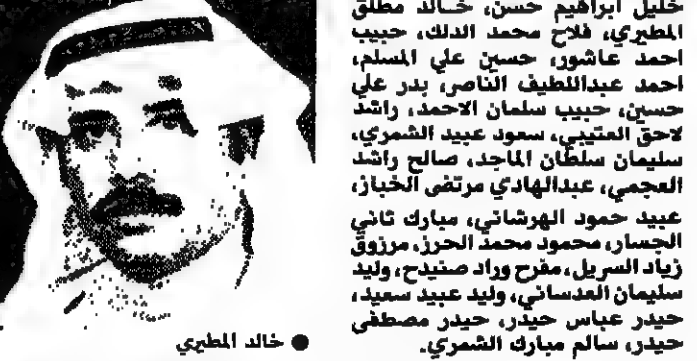 خليل ابراهيم حسن، خالد مطلق
المطيري، فلاح محمد الدلك، حبيب
احمد عاشور، حسين علي المسلم،
احمد عبداللطيف الناصر، بدر علي
حسين، حبيب سلمان الاحمد، راشد
لاحق العتيبي، سعود عبيد الشمري،
سليمان سلطان الماجد، صالح راشد
العجمي، عبدالهادي مرتضى الخباز،
عبيد حمود الهرشاني، مبارك ثاني
الجسار، محمود محمد الحرز، مرزوق
زياد السريل، مفرح وراد صنيدح، وليد
سليمان العدساني، وليد عبيد سعيد،
حيدر عباس حيدر، حيدر مصطفى
حيدر، سالم مبارك الشمري.
● خالد المطيري